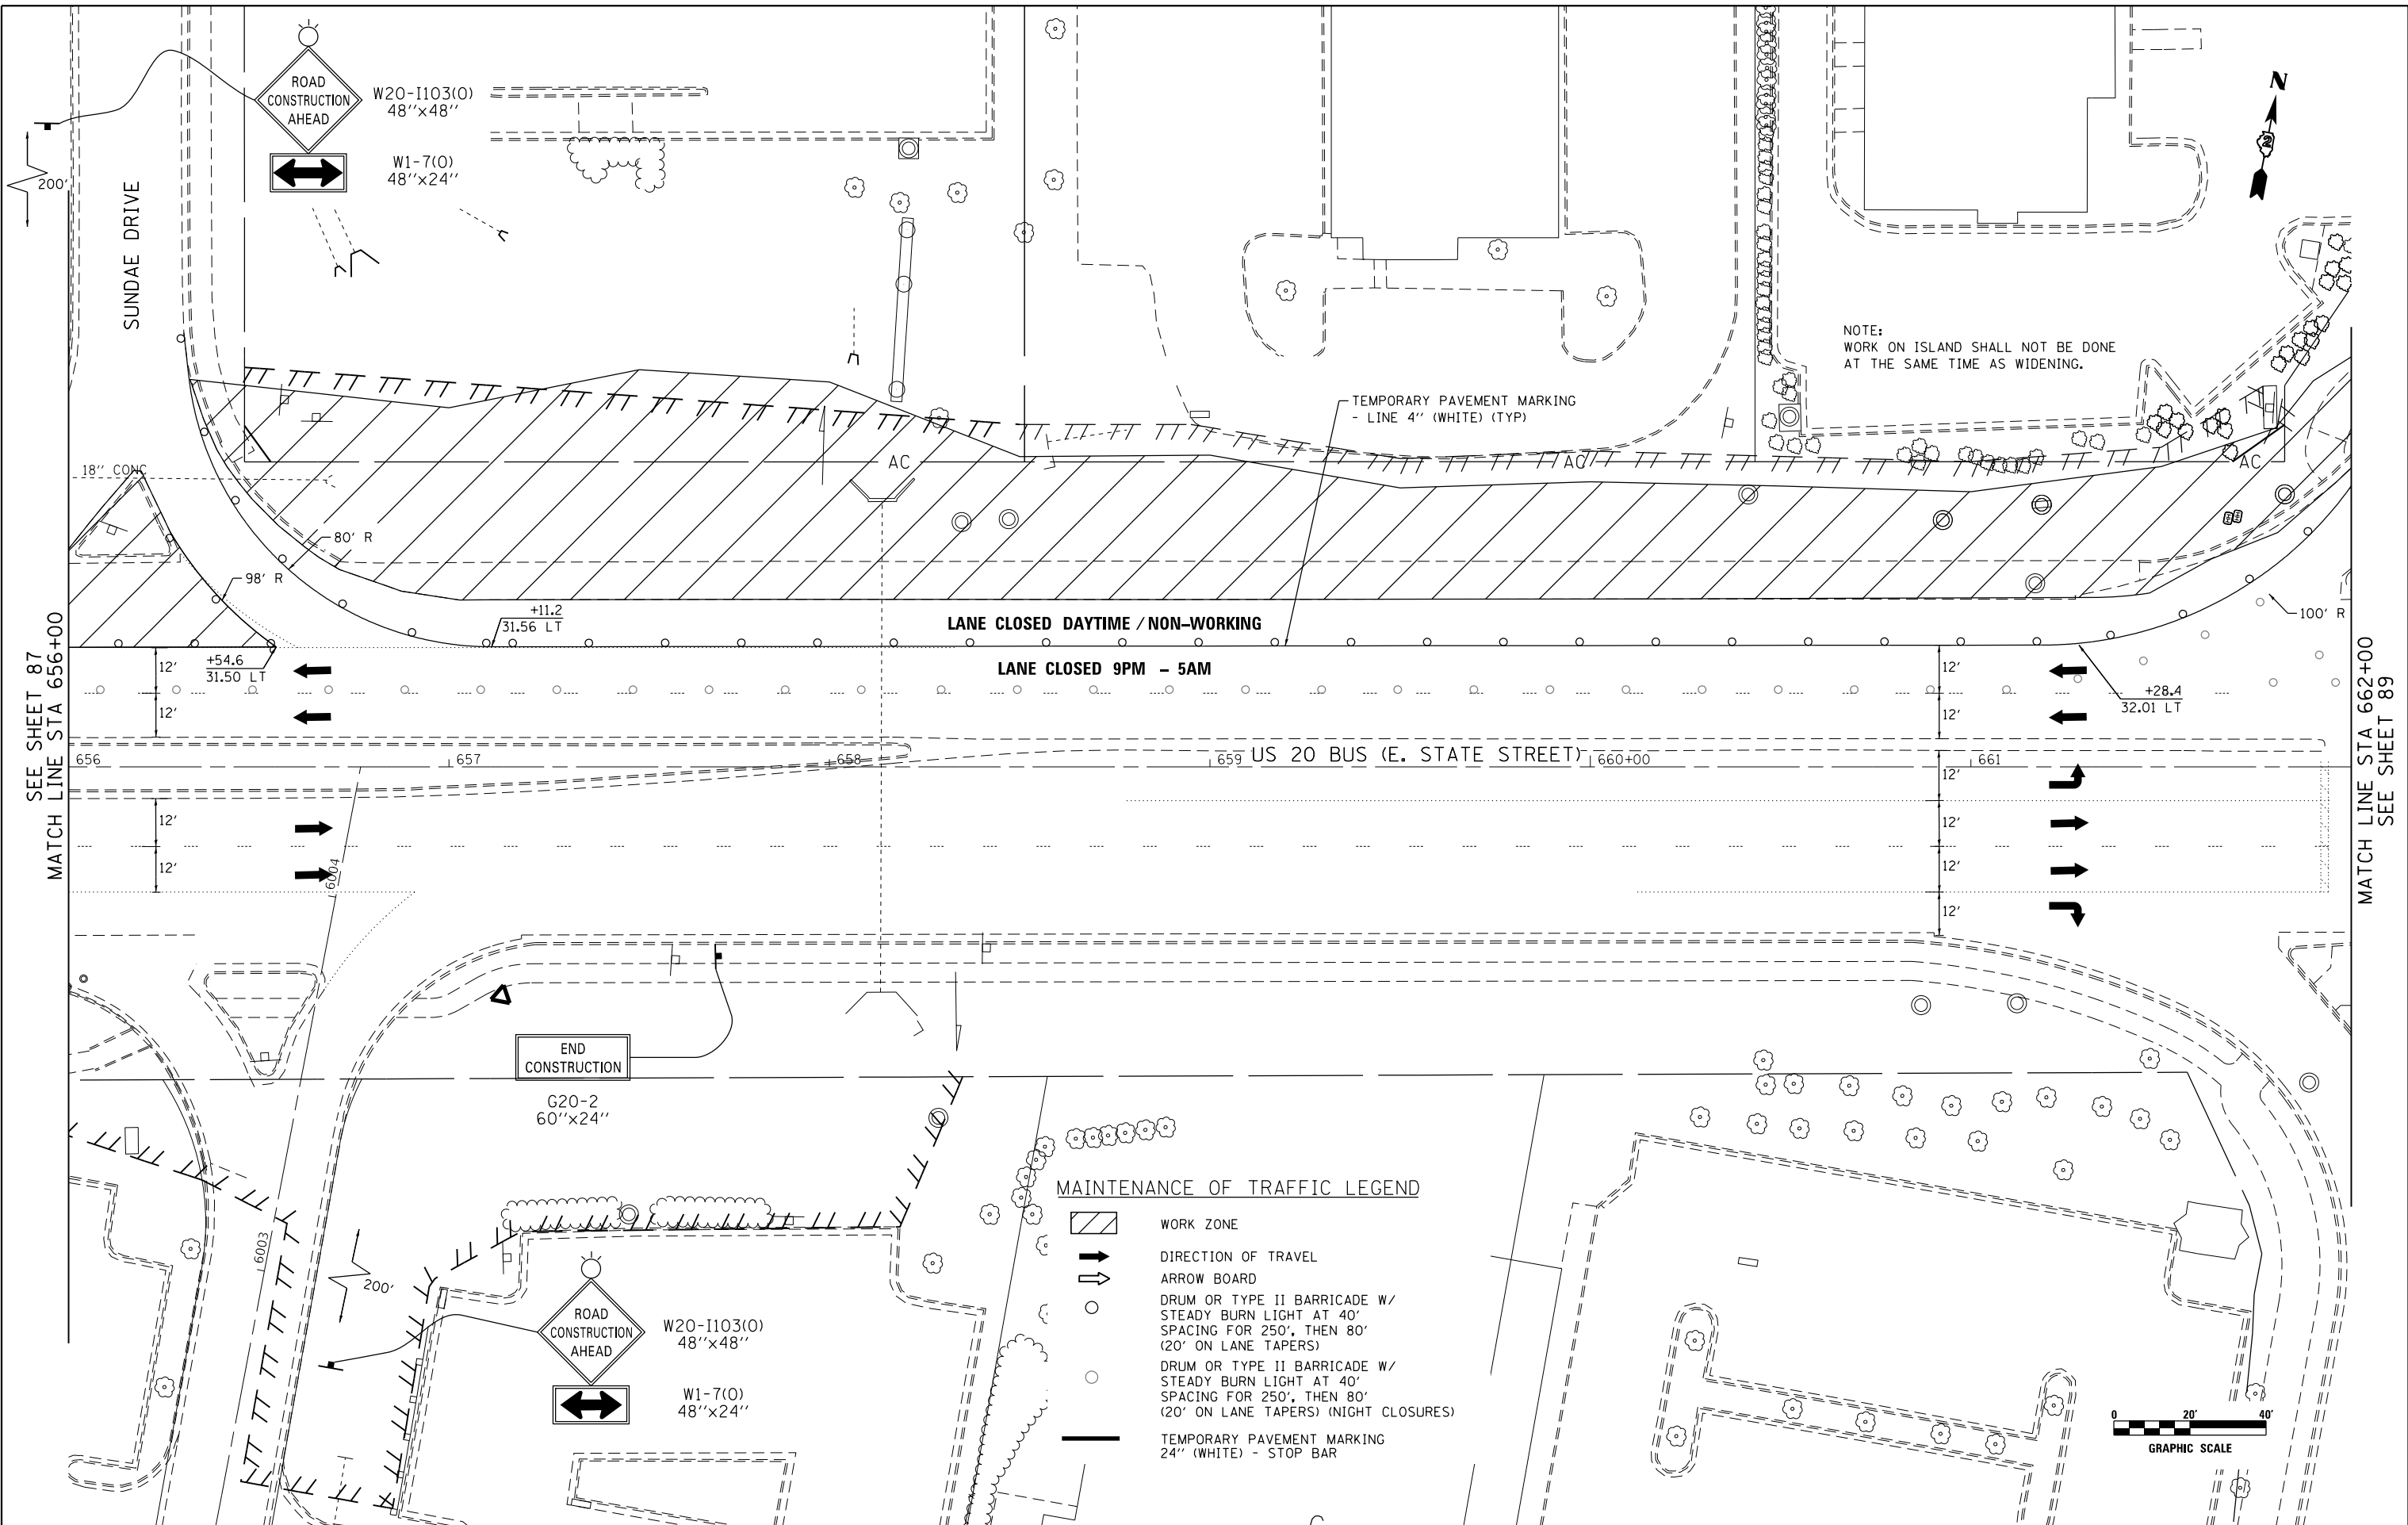 ROAD
CONSTRUCTION
AHEAD
W20-I103(O)
48''x48''
W1-7(O)
48''x24''
200'
SUNDAE DRIVE
N
NOTE:
WORK ON ISLAND SHALL NOT BE DONE
AT THE SAME TIME AS WIDENING.
TEMPORARY PAVEMENT MARKING
- LINE 4'' (WHITE) (TYP)
18'' CONC
AC
AC
AC
80' R
98' R
100' R
+11.2
31.56 LT
LANE CLOSED DAYTIME / NON-WORKING
LANE CLOSED 9PM - 5AM
+54.6
31.50 LT
+28.4
32.01 LT
12'
12'
12'
12'
12'
12'
12'
12'
12'
12'
SEE SHEET 87
MATCH LINE STA 656+00
MATCH LINE STA 662+00
SEE SHEET 89
656
657
658
659
US 20 BUS (E. STATE STREET)
660+00
661
6004
6003
END
CONSTRUCTION
G20-2
60''x24''
200'
ROAD
CONSTRUCTION
AHEAD
W20-I103(O)
48''x48''
W1-7(O)
48''x24''
MAINTENANCE OF TRAFFIC LEGEND
WORK ZONE
DIRECTION OF TRAVEL
ARROW BOARD
DRUM OR TYPE II BARRICADE W/
STEADY BURN LIGHT AT 40'
SPACING FOR 250', THEN 80'
(20' ON LANE TAPERS)
DRUM OR TYPE II BARRICADE W/
STEADY BURN LIGHT AT 40'
SPACING FOR 250', THEN 80'
(20' ON LANE TAPERS) (NIGHT CLOSURES)
TEMPORARY PAVEMENT MARKING
24'' (WHITE) - STOP BAR
0 20' 40'
GRAPHIC SCALE